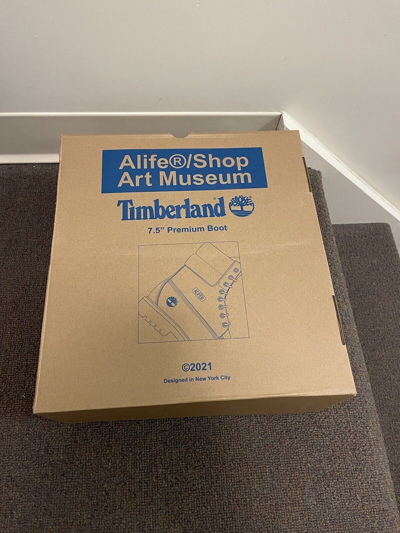 Alife®/Shop
Art Museum
Timberland
7.5" Premium Boot
©2021
Designed in New York City